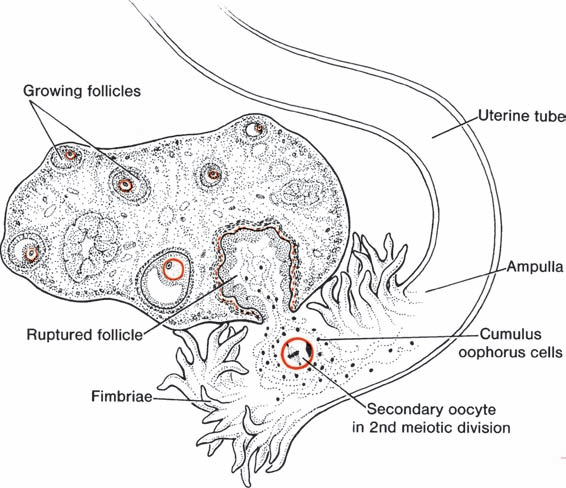 Growing follicles
Uterine tube
Ampulla
Ruptured follicle
Cumulus
oophorus cells
Fimbriae
Secondary oocyte
in 2nd meiotic division